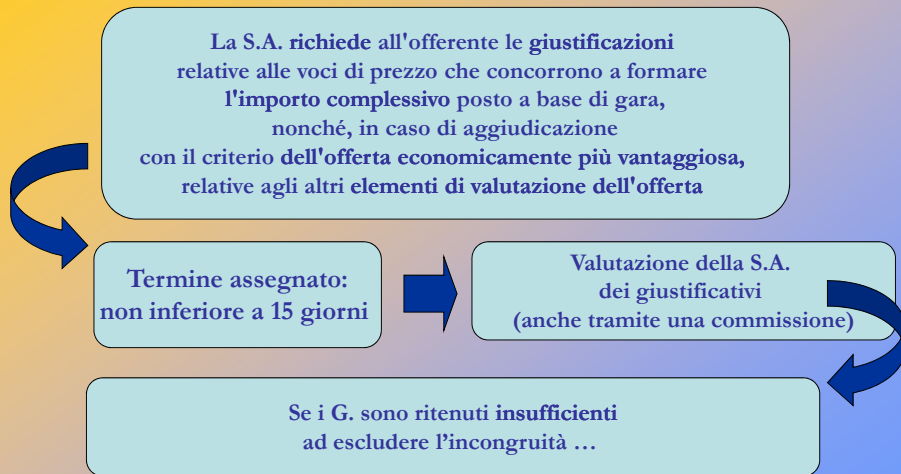 La S.A. richiede all'offerente le giustificazioni
relative alle voci di prezzo che concorrono a formare
l'importo complessivo posto a base di gara,
nonché, in caso di aggiudicazione
con il criterio dell'offerta economicamente più vantaggiosa,
relative agli altri elementi di valutazione dell'offerta
Termine assegnato:
non inferiore a 15 giorni
Valutazione della S.A.
dei giustificativi
(anche tramite una commissione)
Se i G. sono ritenuti insufficienti
ad escludere l’incongruità …